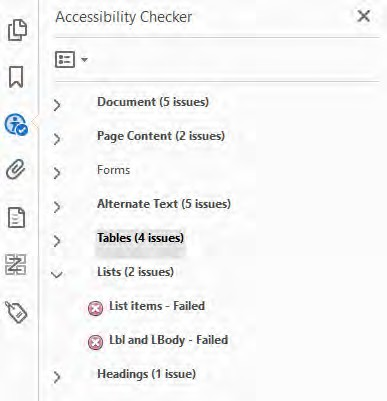 Accessibility Checker
Document (5 issues)
Page Content (2 issues)
Forms
Alternate Text (5 issues)
Tables (4 issues)
Lists (2 issues)
List items - Failed
Lbl and LBody - Failed
Headings (1 issue)